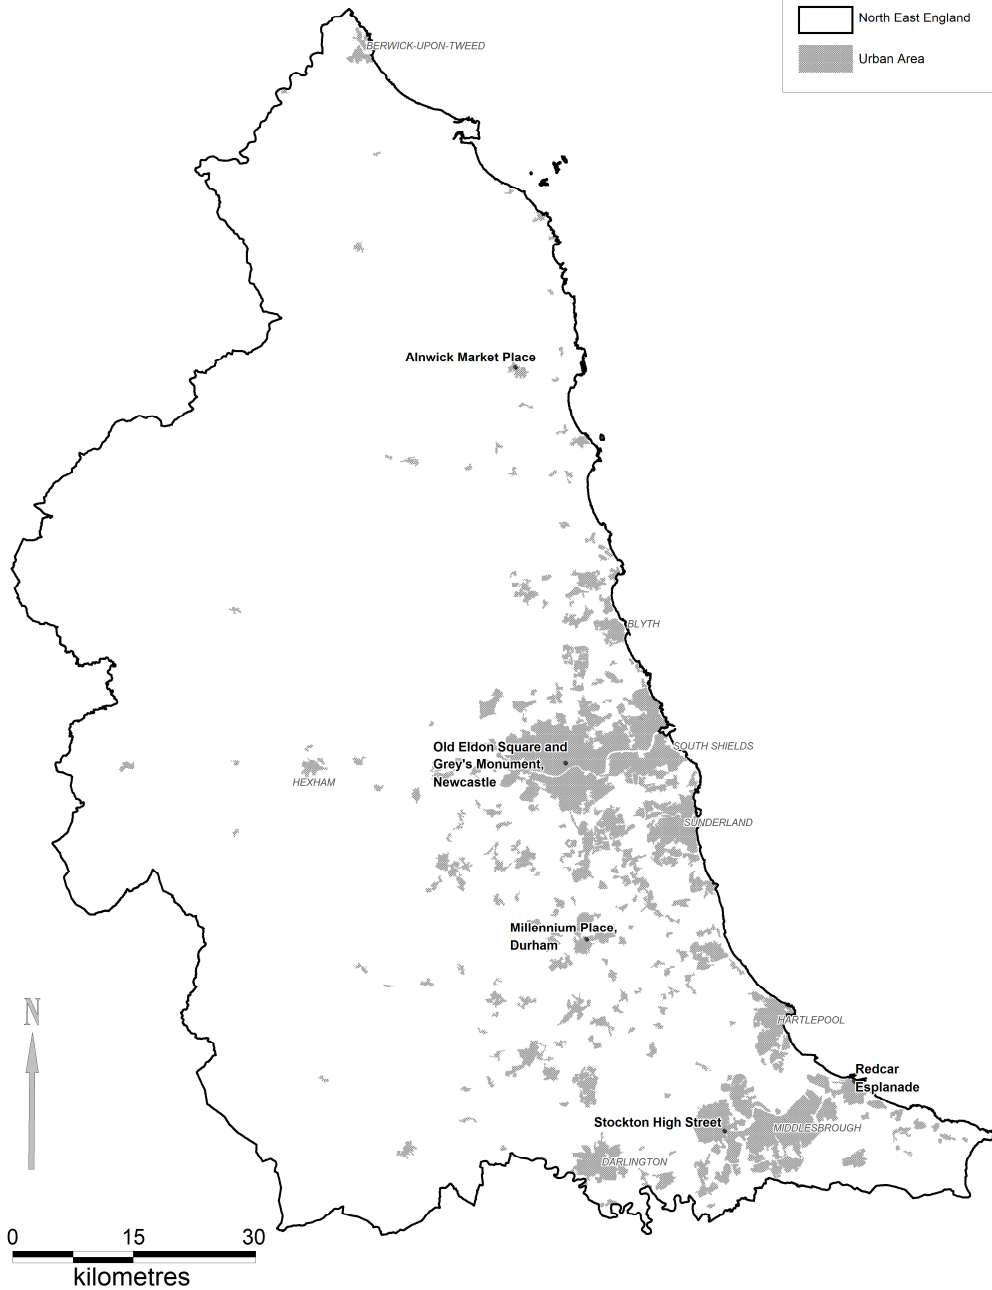 North East England
Urban Area
BERWICK-UPON-TWEED
Alnwick Market Place
BLYTH
Old Eldon Square and
Grey's Monument,
Newcastle
SOUTH SHIELDS
HEXHAM
SUNDERLAND
Millennium Place,
Durham
N
HARTLEPOOL
Redcar
Esplanade
Stockton High Street
MIDDLESBROUGH
DARLINGTON
0 15 30
kilometres